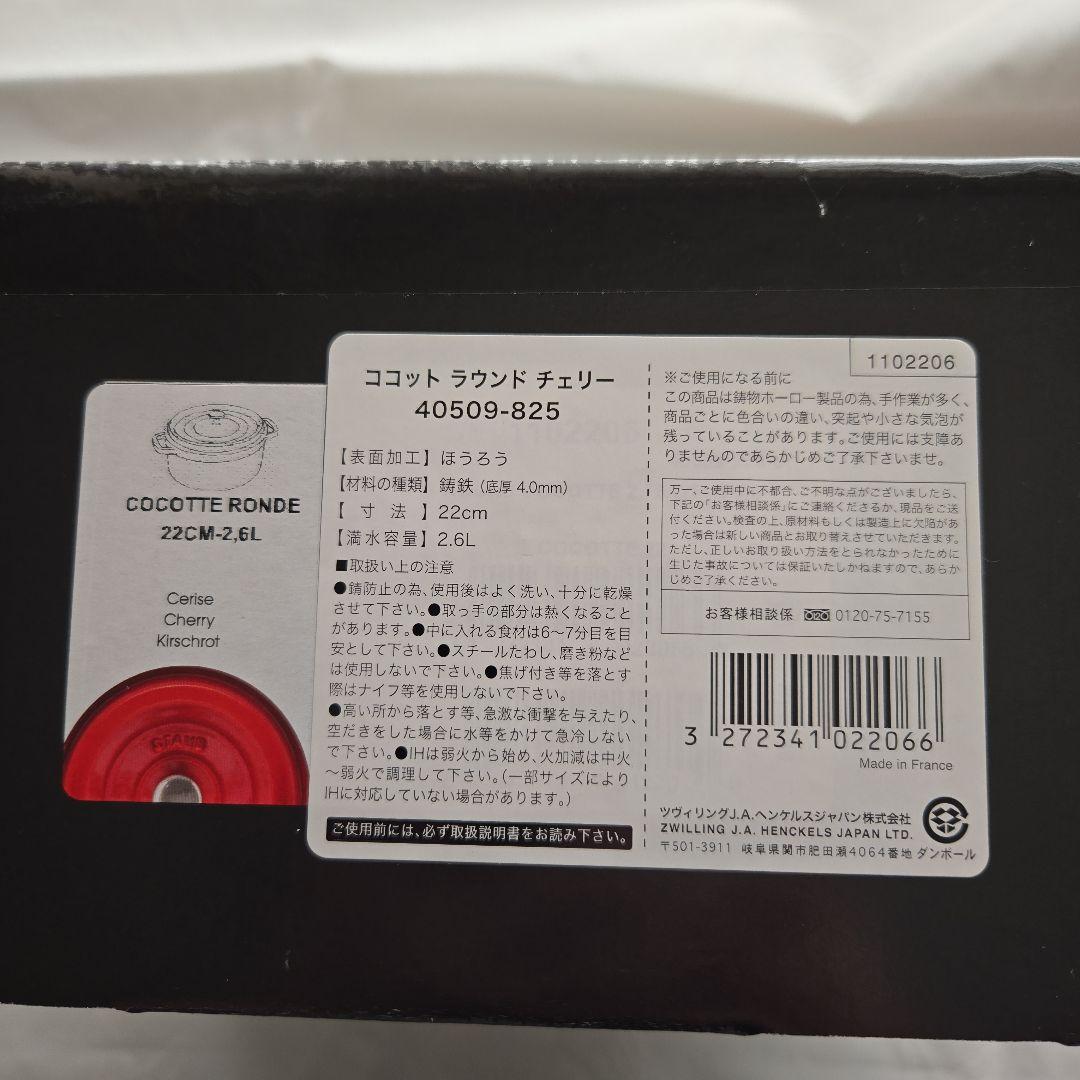 COCOTTE RONDE
22CM-2,6L
Cerise
Cherry
Kirschrot
STAUB
ココット ラウンド チェリー
40509-825
【表面加工】ほうろう
【材料の種類】鋳鉄(底厚 4.0mm)
【 寸 法 】22cm
【満水容量】2.6L
■取扱い上の注意
●錆防止の為、使用後はよく洗い、十分に乾燥
させて下さい。●取っ手の部分は熱くなること
があります。●中に入れる食材は6〜7分目を目
安として下さい。●スチールたわし、磨き粉など
は使用しないで下さい。●焦げ付き等を落とす
際はナイフ等を使用しないで下さい。
●高い所から落とす等、急激な衝撃を与えたり、
空だきをした場合に水等をかけて急冷しない
で下さい。●IHは弱火から始め、火加減は中火
〜弱火で調理して下さい。(一部サイズにより
IHに対応していない場合があります。)
ご使用前には、必ず取扱説明書をお読み下さい。
1102206
※ご使用になる前に
この商品は鋳物ホーロー製品の為、手作業が多く、
商品ごとに色合いの違い、突起や小さな気泡が
残っていることがあります。ご使用には支障あ
りませんのであらかじめご了承下さいませ。
万一、ご使用中に不都合、ご不明な点がございましたら、
下記の「お客様相談係」にご連絡くださるか、現品をご送
付ください。検査の上、原材料もしくは製造上に欠陥があ
った場合は新しい商品とお取り替えさせていただきます。
ただし、正しいお取り扱い方法をとられなかったために
生じた事故については保証いたしかねますので、あらか
じめご了承ください。
お客様相談係 0120-75-7155
3 272341 022066
Made in France
ツヴィリングJ.A.ヘンケルスジャパン株式会社
ZWILLING J.A. HENCKELS JAPAN LTD.
〒501-3911 岐阜県関市肥田瀬4064番地 ダンボール